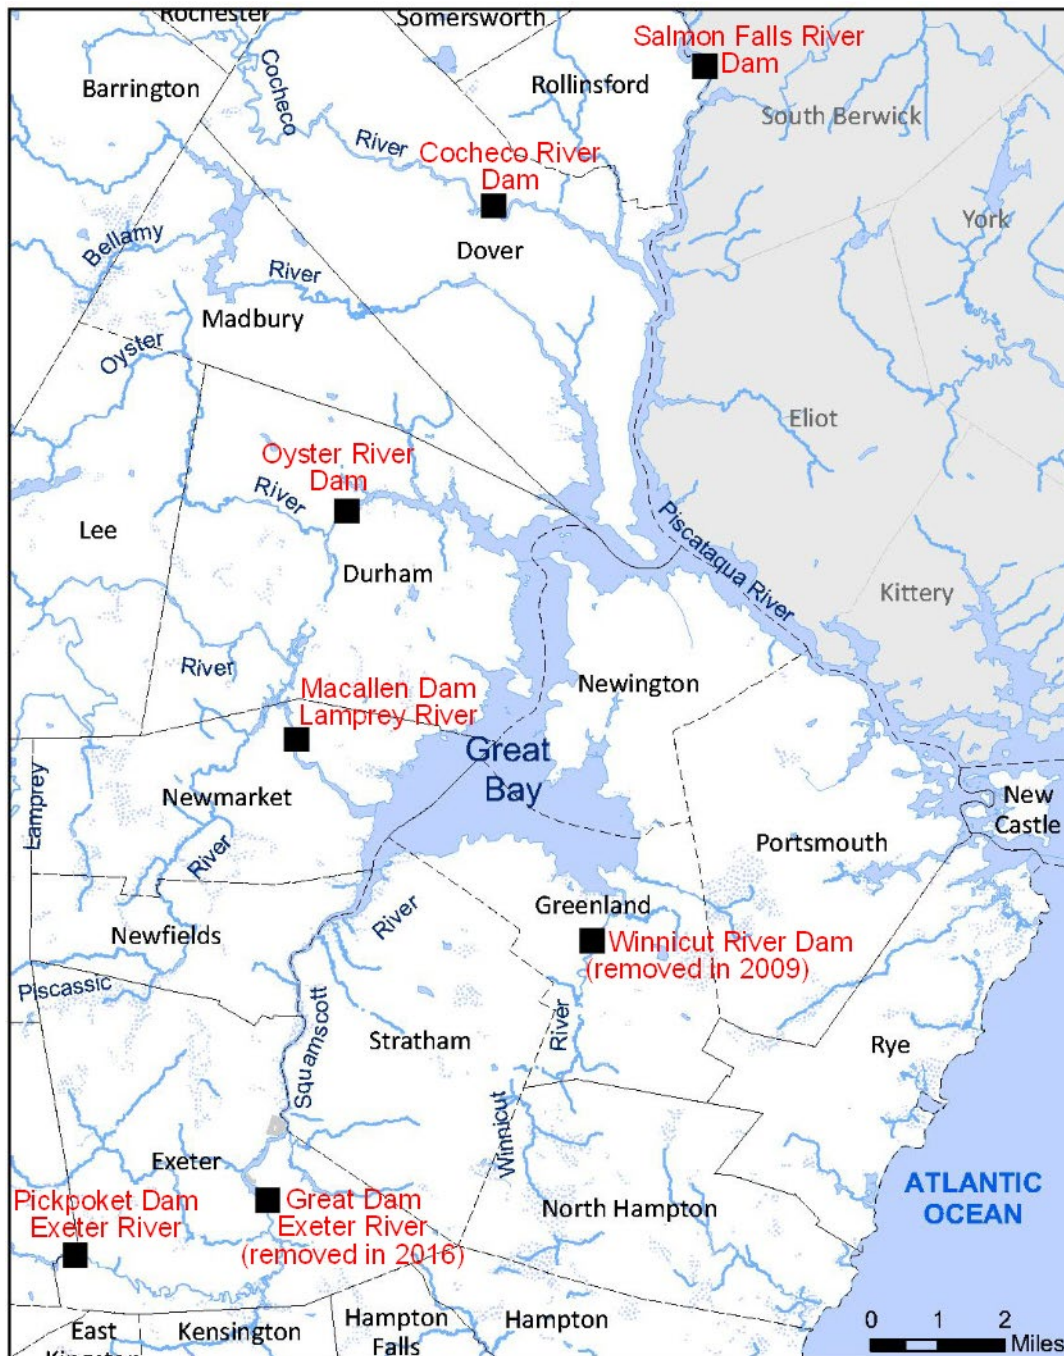 Rochester
Somersworth
Salmon Falls River
Dam
Barrington
Cocheco
Rollinsford
South Berwick
River
Cocheco River
Dam
York
Bellamy
Dover
River
Madbury
Oyster
Eliot
Oyster River
Dam
River
Lee
Piscataqua River
Durham
Kittery
River
Macallen Dam
Lamprey River
Newington
Great
Bay
Lamprey
Newmarket
New
Castle
River
Portsmouth
River
Greenland
Newfields
Winnicut River Dam
(removed in 2009)
Piscassic
Squamscott
River
Stratham
Rye
Winnicut
Exeter
Pickpoket Dam
Exeter River
Great Dam
Exeter River
(removed in 2016)
North Hampton
ATLANTIC
OCEAN
East
Kingston
Kensington
Hampton
Falls
Hampton
0 1 2
Miles